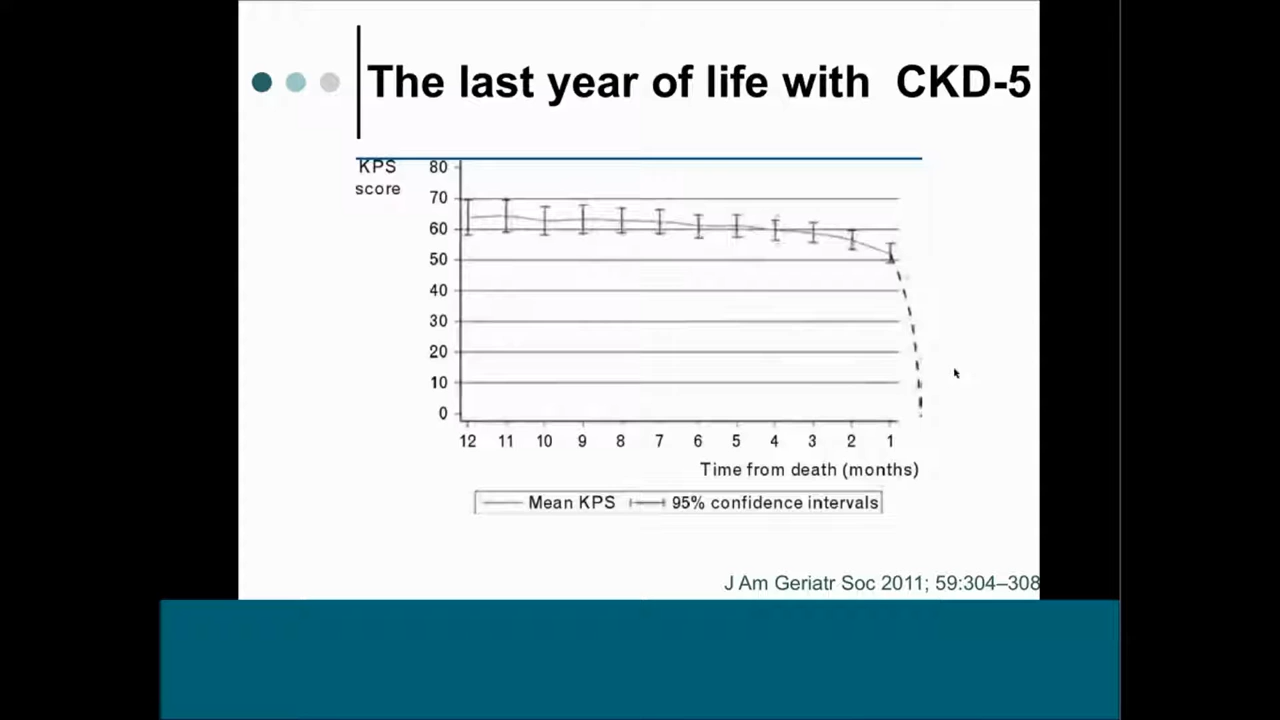 The last year of life with CKD-5
KPS
score
80
70
60
50
40
30
20
10
0
12 11 10 9 8 7 6 5 4 3 2 1
Time from death (months)
Mean KPS 95% confidence intervals
J Am Geriatr Soc 2011; 59:304–308